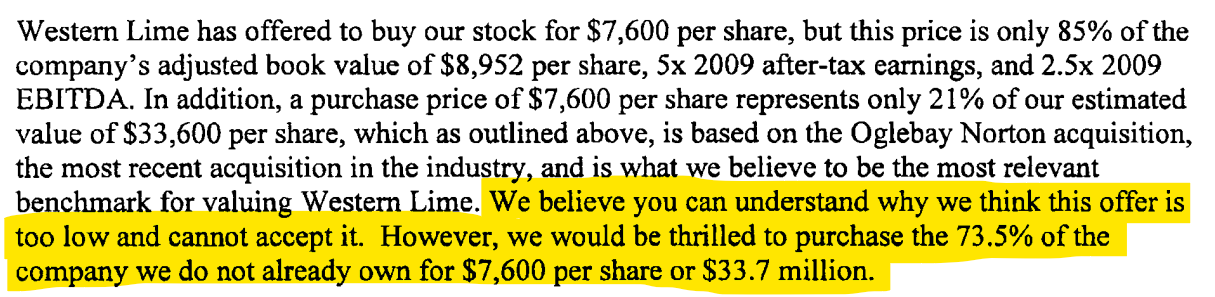 Western Lime has offered to buy our stock for $7,600 per share, but this price is only 85% of the
company's adjusted book value of $8,952 per share, 5x 2009 after-tax earnings, and 2.5x 2009
EBITDA. In addition, a purchase price of $7,600 per share represents only 21% of our estimated
value of $33,600 per share, which as outlined above, is based on the Oglebay Norton acquisition,
the most recent acquisition in the industry, and is what we believe to be the most relevant
benchmark for valuing Western Lime. We believe you can understand why we think this offer is
too low and cannot accept it.  However, we would be thrilled to purchase the 73.5% of the
company we do not already own for $7,600 per share or $33.7 million.